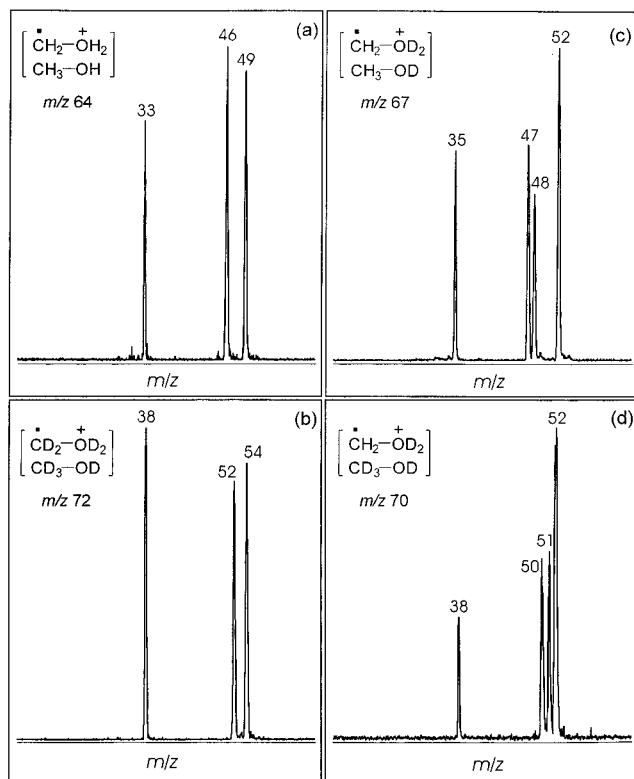 (a)
•  +
CH₂–OH₂
CH₃–OH
m/z 64
33
46
49
m/z
(c)
•  +
CH₂–OD₂
CH₃–OD
m/z 67
35
47
48
52
m/z
(b)
•  +
CD₂–OD₂
CD₃–OD
m/z 72
38
52
54
m/z
(d)
•  +
CH₂–OD₂
CD₃–OD
m/z 70
38
50
51
52
m/z